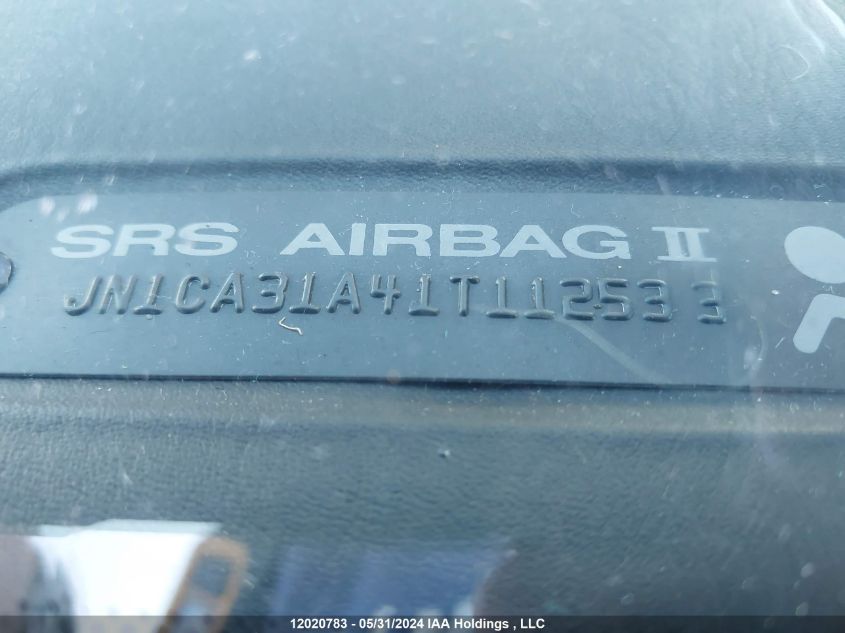 SRS AIRBAG II
JN1CA31A41T112533
12020783 - 05/31/2024 IAA Holdings , LLC